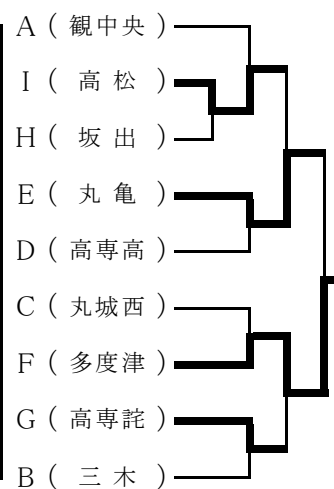 A ( 観中央 )
I ( 高 松 )
H ( 坂 出 )
E ( 丸 亀 )
D ( 高専高 )
C ( 丸城西 )
F ( 多度津 )
G ( 高専詫 )
B ( 三 木 )